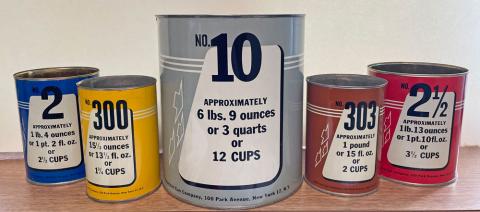 NO.
2
APPROXIMATELY
1 lb. 4 ounces
or 1 pt. 2 fl. oz.
or
2½ CUPS
NO.
300
APPROXIMATELY
15½ ounces
or 13½ fl. oz.
or
1¾ CUPS
NO.
10
APPROXIMATELY
6 lbs. 9 ounces
or 3 quarts
or
12 CUPS
Company, 100 Park Avenue, New York 17, N.Y.
NO.
303
APPROXIMATELY
1 pound
or 15 fl. oz.
or
2 CUPS
NO.
2½
APPROXIMATELY
1 lb. 13 ounces
or 1 pt. 10 fl. oz.
or
3½ CUPS